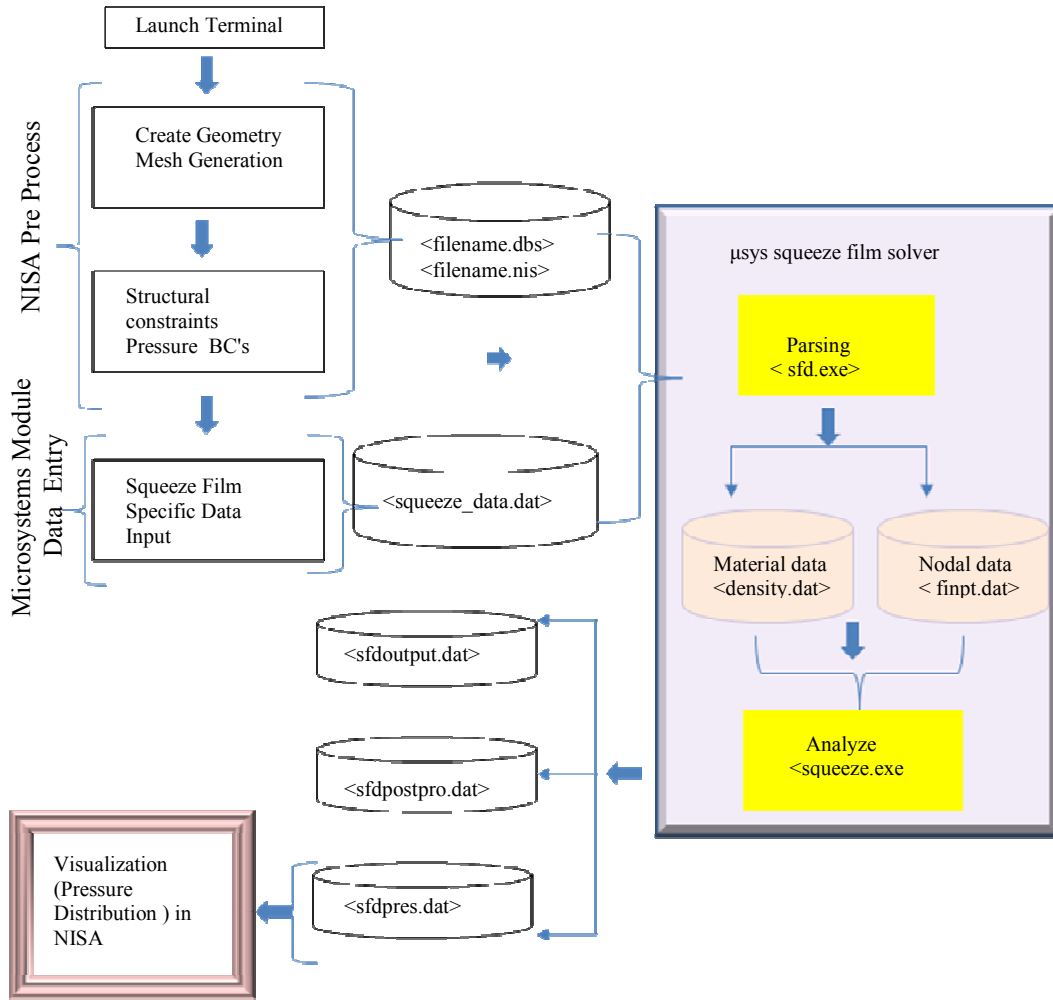 Launch Terminal
NISA Pre Process
Create Geometry
Mesh Generation
Structural
constraints
Pressure BC's
<filename.dbs>
<filename.nis>
Microsystems Module
Data Entry
Squeeze Film
Specific Data
Input
<squeeze_data.dat>
μsys squeeze film solver
Parsing
< sfd.exe>
Material data
<density.dat>
Nodal data
< finpt.dat>
Analyze
<squeeze.exe
<sfdoutput.dat>
<sfdpostpro.dat>
<sfdpres.dat>
Visualization
(Pressure
Distribution ) in
NISA